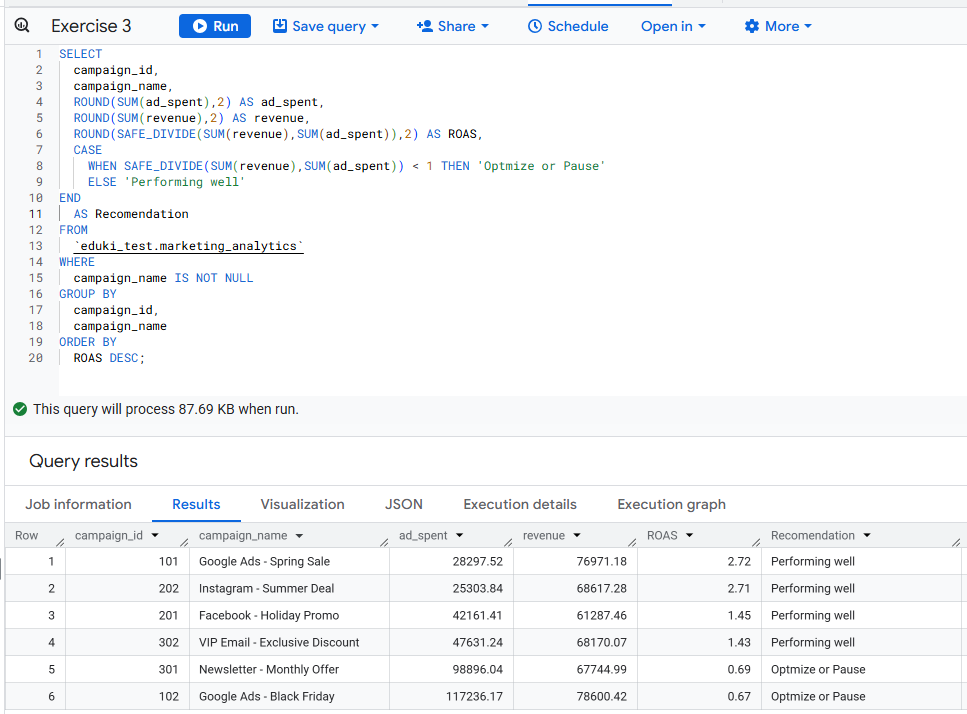 Exercise 3 Run Save query Share Schedule Open in More
1 SELECT
2 campaign_id,
3 campaign_name,
4 ROUND(SUM(ad_spent),2) AS ad_spent,
5 ROUND(SUM(revenue),2) AS revenue,
6 ROUND(SAFE_DIVIDE(SUM(revenue),SUM(ad_spent)),2) AS ROAS,
7 CASE
8 WHEN SAFE_DIVIDE(SUM(revenue),SUM(ad_spent)) < 1 THEN 'Optmize or Pause'
9 ELSE 'Performing well'
10 END
11 AS Recomendation
12 FROM
13 `eduki_test.marketing_analytics`
14 WHERE
15 campaign_name IS NOT NULL
16 GROUP BY
17 campaign_id,
18 campaign_name
19 ORDER BY
20 ROAS DESC;
This query will process 87.69 KB when run.
Query results
Job information Results Visualization JSON Execution details Execution graph
Row campaign_id campaign_name ad_spent revenue ROAS Recomendation
1 101 Google Ads - Spring Sale 28297.52 76971.18 2.72 Performing well
2 202 Instagram - Summer Deal 25303.84 68617.28 2.71 Performing well
3 201 Facebook - Holiday Promo 42161.41 61287.46 1.45 Performing well
4 302 VIP Email - Exclusive Discount 47631.24 68170.07 1.43 Performing well
5 301 Newsletter - Monthly Offer 98896.04 67744.99 0.69 Optmize or Pause
6 102 Google Ads - Black Friday 117236.17 78600.42 0.67 Optmize or Pause